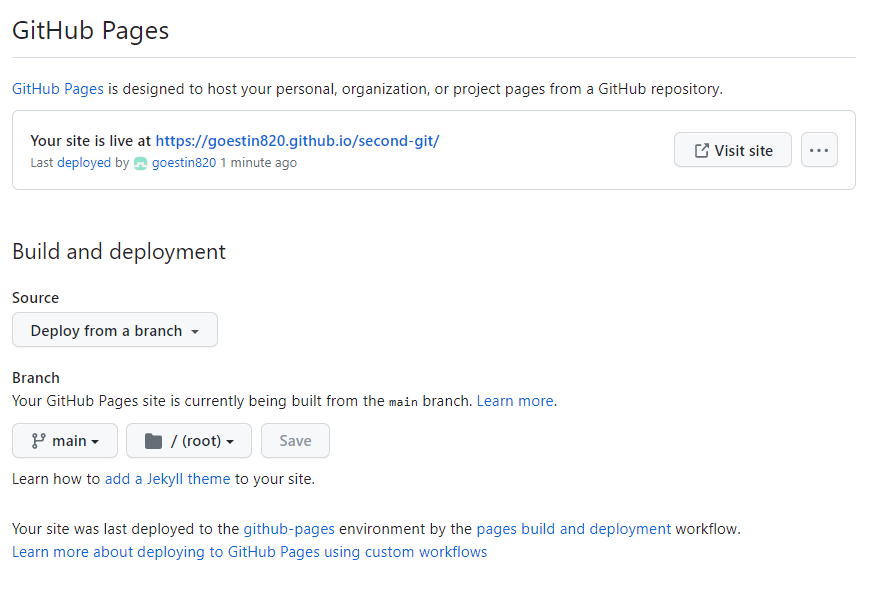 GitHub Pages
GitHub Pages is designed to host your personal, organization, or project pages from a GitHub repository.
Your site is live at https://goestin820.github.io/second-git/
Last deployed by goestin820 1 minute ago
Visit site
Build and deployment
Source
Deploy from a branch
Branch
Your GitHub Pages site is currently being built from the main branch. Learn more.
main
/ (root)
Save
Learn how to add a Jekyll theme to your site.
Your site was last deployed to the github-pages environment by the pages build and deployment workflow.
Learn more about deploying to GitHub Pages using custom workflows